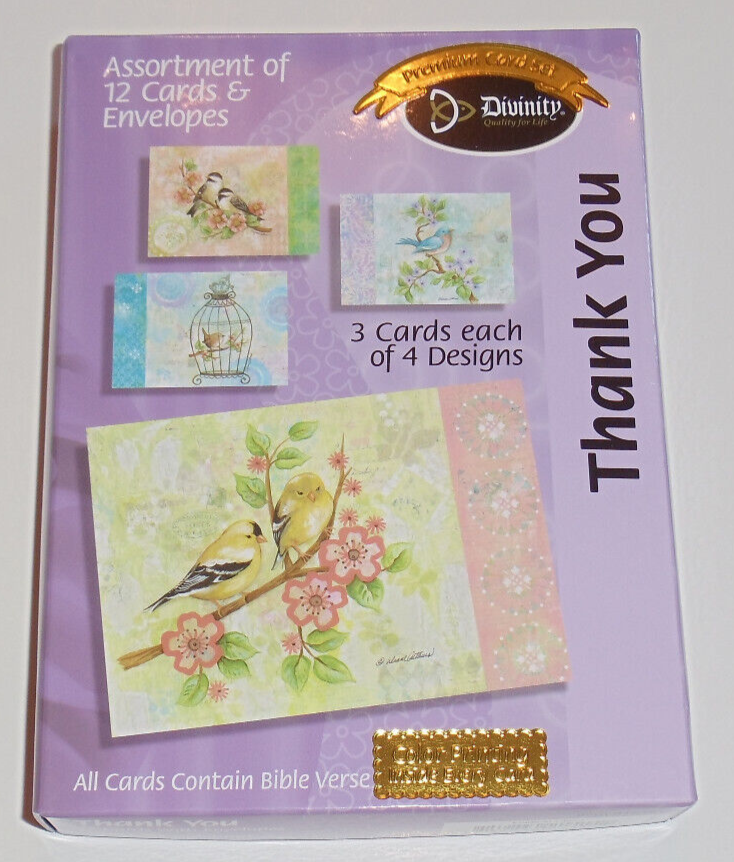 Assortment of
12 Cards &
Envelopes
Premium Card Set
Divinity®
Quality for Life
Thank You
3 Cards each
of 4 Designs
All Cards Contain Bible Verse
Color Printing
Inside Every Card
Thank You